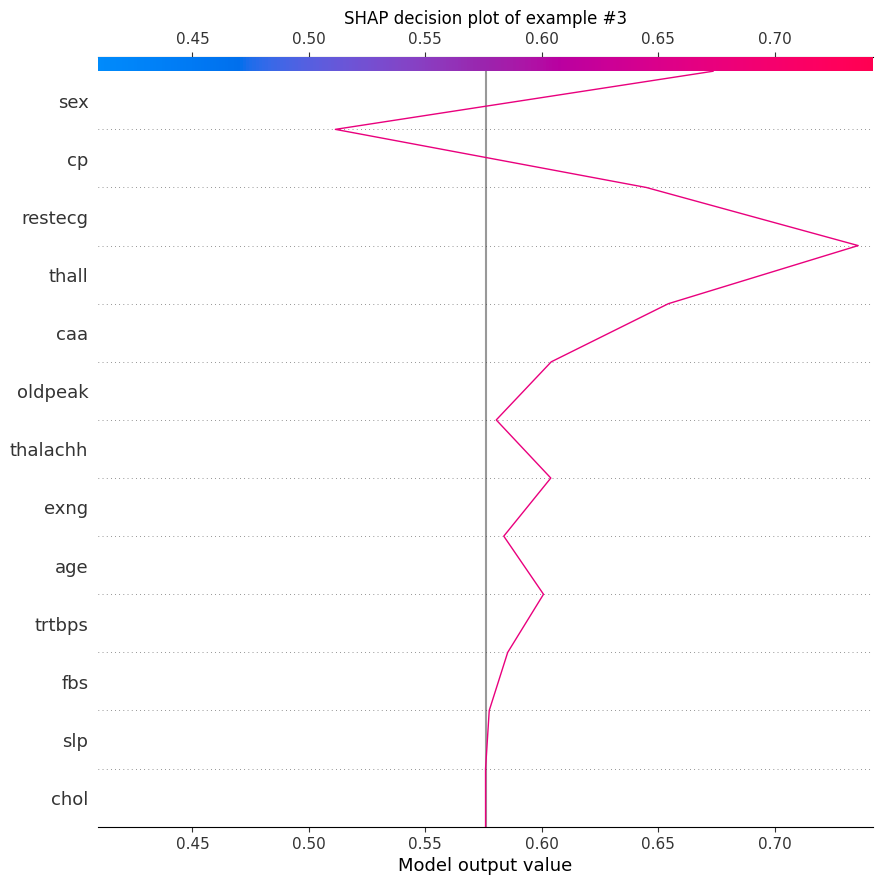 SHAP decision plot of example #3
0.45 0.50 0.55 0.60 0.65 0.70
sex
cp
restecg
thall
caa
oldpeak
thalachh
exng
age
trtbps
fbs
slp
chol
0.45 0.50 0.55 0.60 0.65 0.70
Model output value